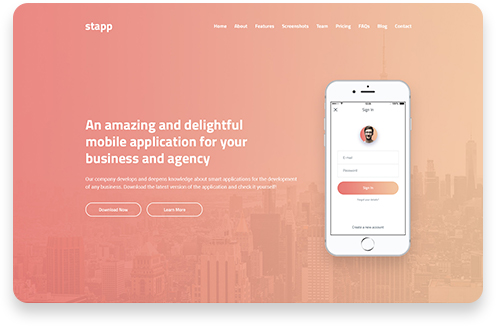 stapp
Home About Features Screenshots Team Pricing FAQs Blog Contact
An amazing and delightful
mobile application for your
business and agency
Our company develops and deepens knowledge about smart applications for the development
of any business. Download the latest version of the application and check it yourself!
Download Now Learn More
Sign in
E-mail
Password
Sign in
Create a new account